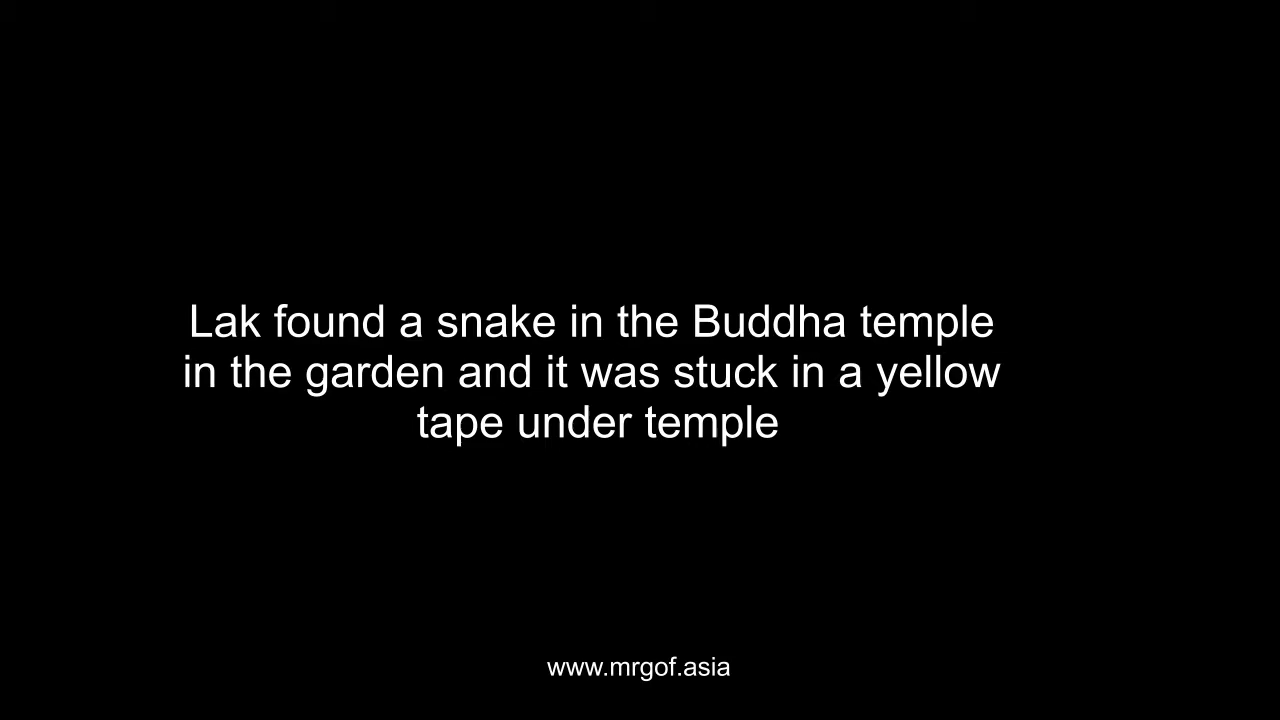 Lak found a snake in the Buddha temple
in the garden and it was stuck in a yellow
tape under temple
www.mrgof.asia